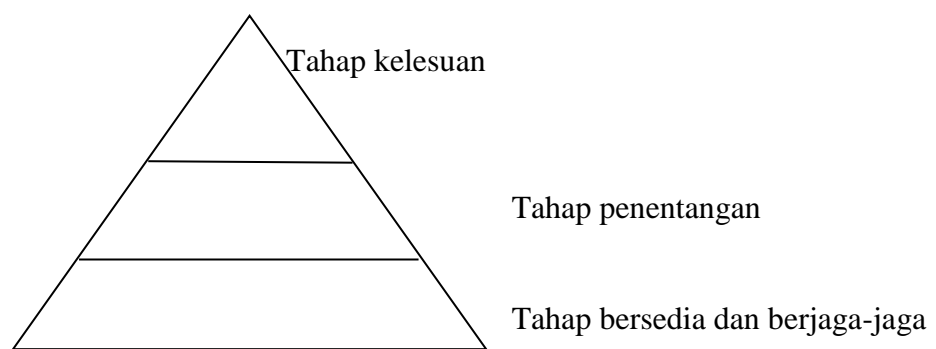 Tahap kelesuan
Tahap penentangan
Tahap bersedia dan berjaga-jaga